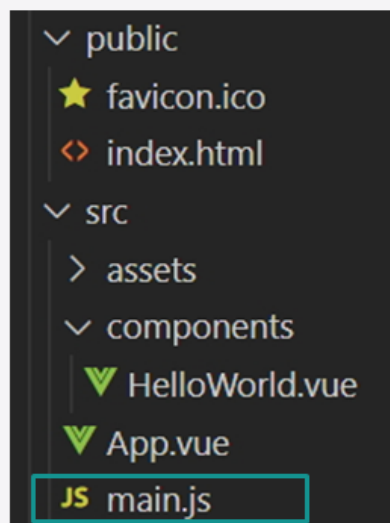 public
favicon.ico
index.html
src
assets
components
HelloWorld.vue
App.vue
JS main.js